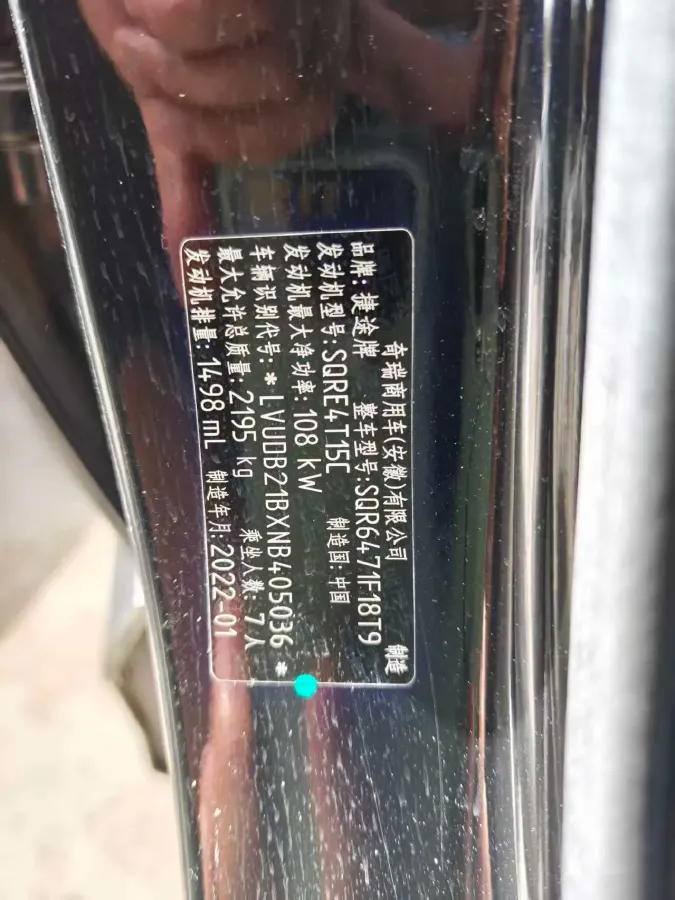 奇瑞商用车(安徽)有限公司 制造
品牌: 捷途牌 整车型号:SQR6471F18T9
发动机型号:SQRE4T15C 制造国: 中国
发动机最大净功率: 108 kW
车辆识别代号: * LVUDB21BXNB405036 *
最大允许总质量: 2195 kg 乘坐人数: 7 人
发动机排量: 1498 mL 制造年月: 2022-01